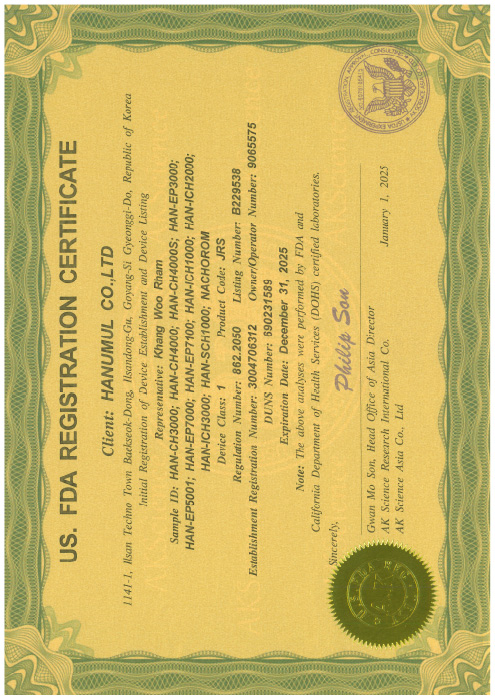 US. FDA REGISTRATION CERTIFICATE
Client: HANUMUL CO.,LTD
1141-1, Ilsan Techno Town Baekseok-Dong, Ilsandong-Gu, Goyang-Si Gyeonggi-Do, Republic of Korea
Initial Registration of Device Establishment and Device Listing
Representative: Khang Woo Rham
Sample ID: HAN-CH3000; HAN-CH4000; HAN-CH4000S; HAN-EP3000;
HAN-EP5001; HAN-EP7000; HAN-EP7100; HAN-ICH1000; HAN-ICH2000;
HAN-ICH3000; HAN-SCH1000; NACHOROM
Device Class: 1 Product Code: JRS
Regulation Number: 862.2050 Listing Number: B229538
Establishment Registration Number: 3004706312 Owner/Operator Number: 9065575
DUNS Number: 690231589
Expiration Date: December 31, 2025
Note: The above analyses were performed by FDA and
California Department of Health Services (DOHS) certified laboratories.
Sincerely,
Philip Son
Gwan Mo Son, Head Office of Asia Director
AK Science Research International Co.
AK Science Asia Co., Ltd
January 1, 2025